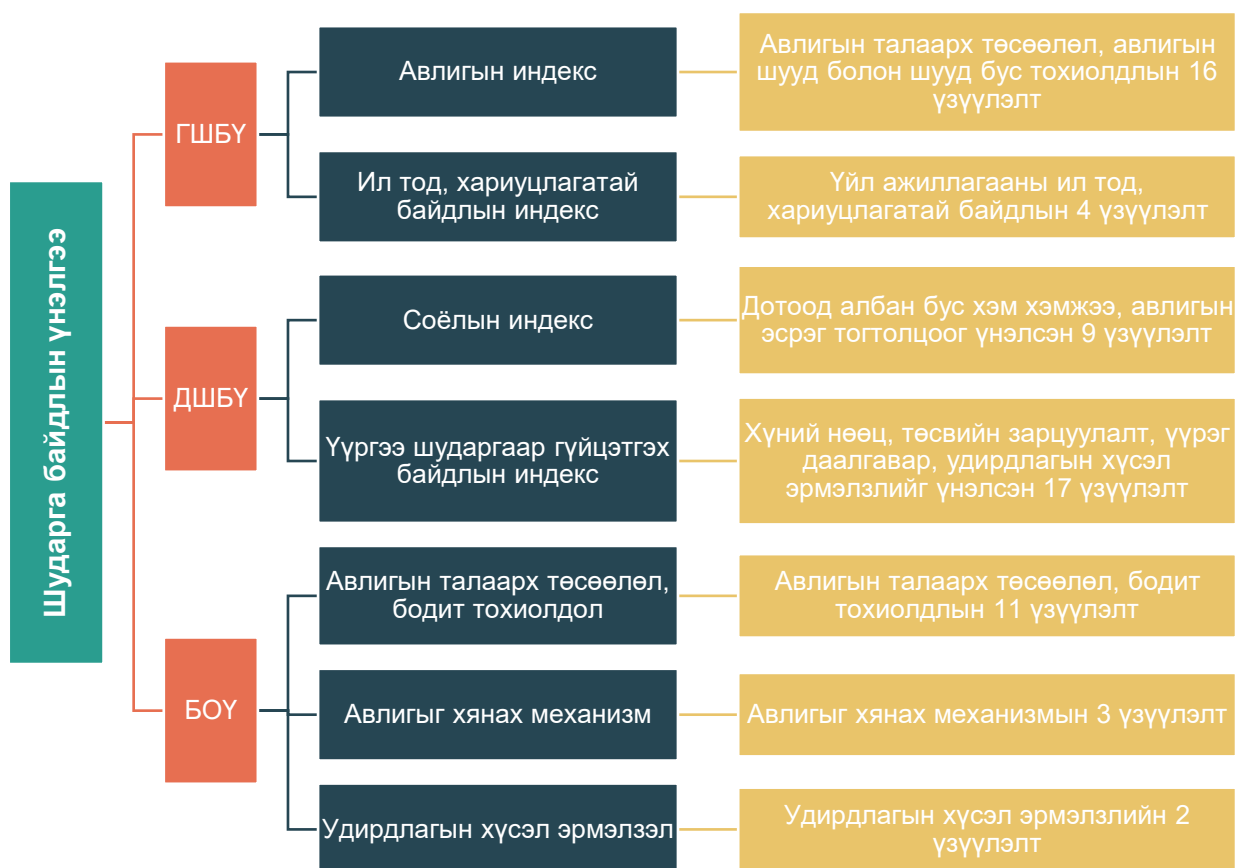 Шударга байдлын үнэлгээ
ГШБҮ
Авлигын индекс
Авлигын талаарх төсөөлөл, авлигын
шууд болон шууд бус тохиолдлын 16
үзүүлэлт
Ил тод, хариуцлагатай
байдлын индекс
Үйл ажиллагааны ил тод,
хариуцлагатай байдлын 4 үзүүлэлт
ДШБҮ
Соёлын индекс
Дотоод албан бус хэм хэмжээ, авлигын
эсрэг тогтолцоог үнэлсэн 9 үзүүлэлт
Үүргээ шударгаар гүйцэтгэх
байдлын индекс
Хүний нөөц, төсвийн зарцуулалт, үүрэг
даалгавар, удирдлагын хүсэл
эрмэлзлийг үнэлсэн 17 үзүүлэлт
БОҮ
Авлигын талаарх төсөөлөл,
бодит тохиолдол
Авлигын талаарх төсөөлөл, бодит
тохиолдлын 11 үзүүлэлт
Авлигыг хянах механизм
Авлигыг хянах механизмын 3 үзүүлэлт
Удирдлагын хүсэл эрмэлзэл
Удирдлагын хүсэл эрмэлзлийн 2
үзүүлэлт